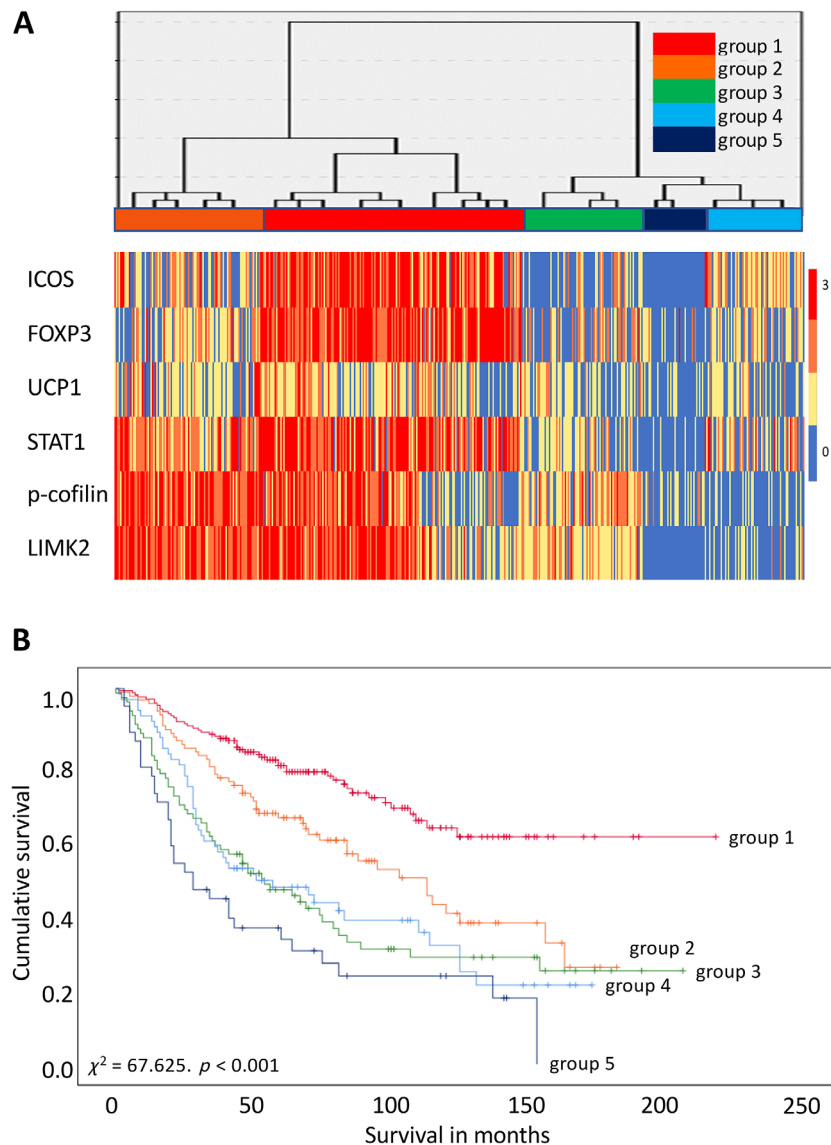 A
group 1
group 2
group 3
group 4
group 5
ICOS
FOXP3
UCP1
STAT1
p-cofilin
LIMK2
3
0
B
Cumulative survival
1.0
0.8
0.6
0.4
0.2
0.0
group 1
group 2
group 3
group 4
group 5
χ² = 67.625. p < 0.001
0 50 100 150 200 250
Survival in months